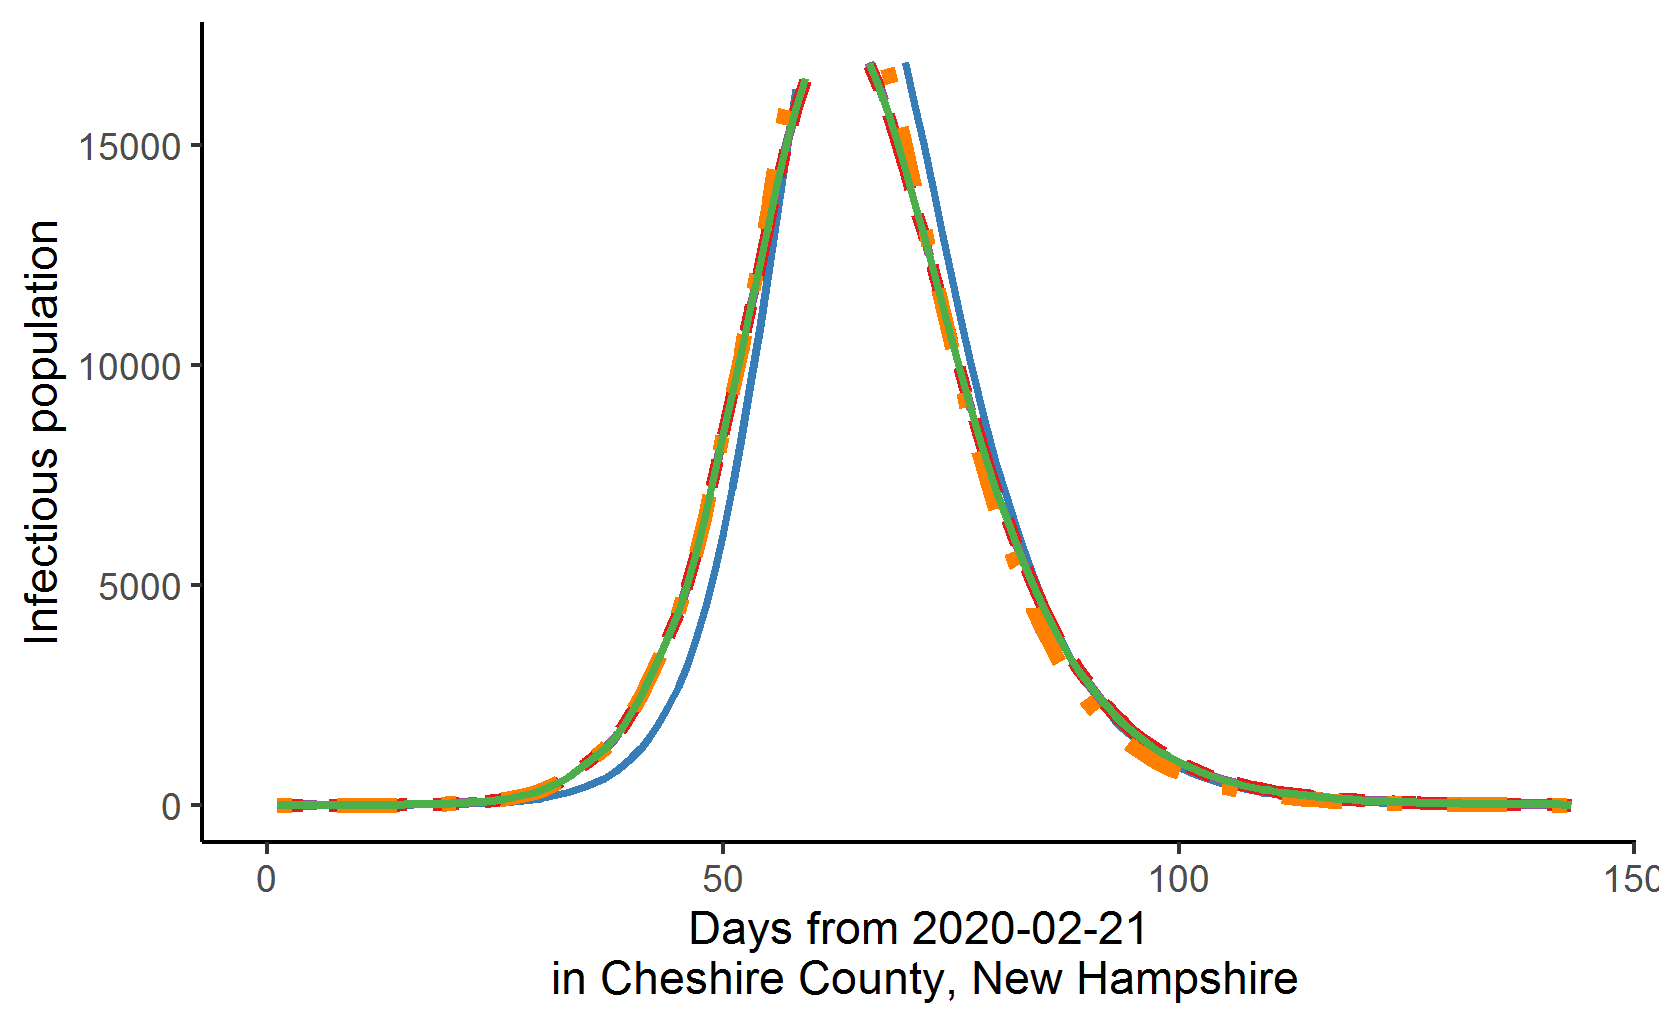 Infectious population
15000
10000
5000
0
0 50 100 150
Days from 2020-02-21
in Cheshire County, New Hampshire